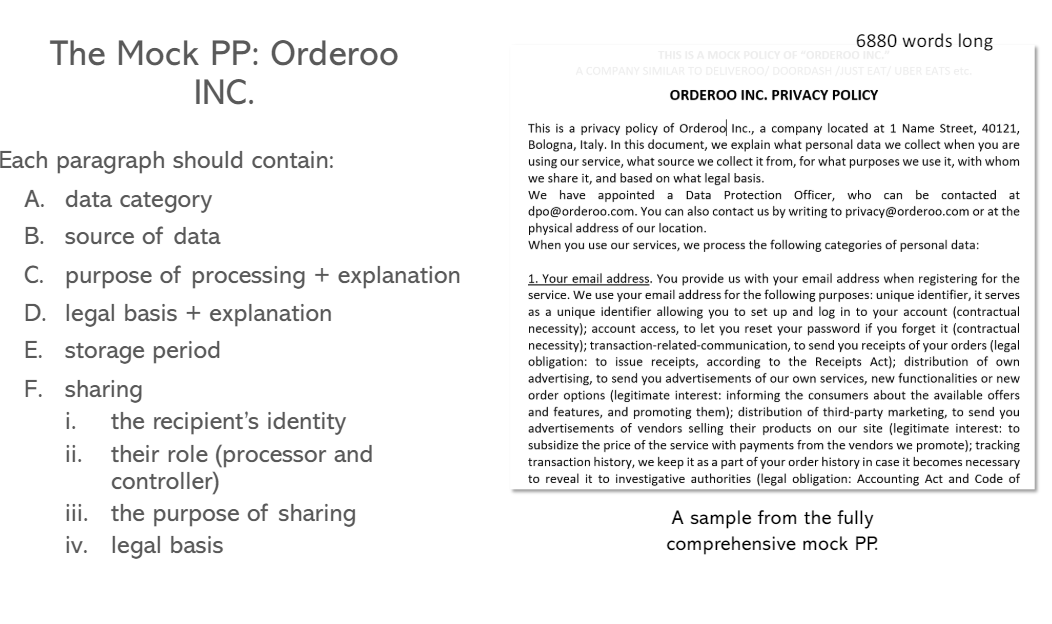 The Mock PP: Orderoo
INC.
Each paragraph should contain:
A. data category
B. source of data
C. purpose of processing + explanation
D. legal basis + explanation
E. storage period
F. sharing
i. the recipient's identity
ii. their role (processor and
controller)
iii. the purpose of sharing
iv. legal basis
6880 words long
THIS IS A MOCK POLICY OF "ORDEROO INC."
A COMPANY SIMILAR TO DELIVEROO/ DOORDASH /JUST EAT/ UBER EATS etc.
ORDEROO INC. PRIVACY POLICY
This is a privacy policy of Orderoo Inc., a company located at 1 Name Street, 40121,
Bologna, Italy. In this document, we explain what personal data we collect when you are
using our service, what source we collect it from, for what purposes we use it, with whom
we share it, and based on what legal basis.
We have appointed a Data Protection Officer, who can be contacted at
dpo@orderoo.com. You can also contact us by writing to privacy@orderoo.com or at the
physical address of our location.
When you use our services, we process the following categories of personal data:
1. Your email address. You provide us with your email address when registering for the
service. We use your email address for the following purposes: unique identifier, it serves
as a unique identifier allowing you to set up and log in to your account (contractual
necessity); account access, to let you reset your password if you forget it (contractual
necessity); transaction-related-communication, to send you receipts of your orders (legal
obligation: to issue receipts, according to the Receipts Act); distribution of own
advertising, to send you advertisements of our own services, new functionalities or new
order options (legitimate interest: informing the consumers about the available offers
and features, and promoting them); distribution of third-party marketing, to send you
advertisements of vendors selling their products on our site (legitimate interest: to
subsidize the price of the service with payments from the vendors we promote); tracking
transaction history, we keep it as a part of your order history in case it becomes necessary
to reveal it to investigative authorities (legal obligation: Accounting Act and Code of
A sample from the fully
comprehensive mock PP.